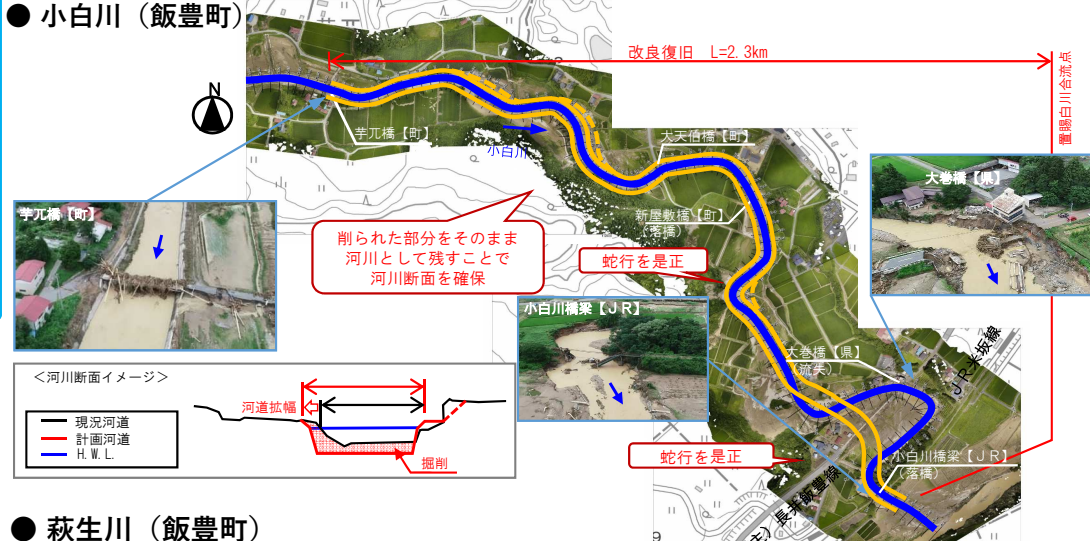 ● 小白川（飯豊町）
改良復旧　L=2.3km
置賜白川合流点
N
芋兀橋【町】
小白川
大天伯橋【町】
大巻橋【県】
芋兀橋【町】
新屋敷橋【町】
（落橋）
削られた部分をそのまま
河川として残すことで
河川断面を確保
蛇行を是正
小白川橋梁【ＪＲ】
大巻橋【県】
（流失）
ＪＲ米坂線
＜河川断面イメージ＞
河道拡幅
現況河道
計画河道
H.W.L.
掘削
蛇行を是正
小白川橋梁【ＪＲ】
（落橋）
主）長井飯豊線
● 萩生川（飯豊町）